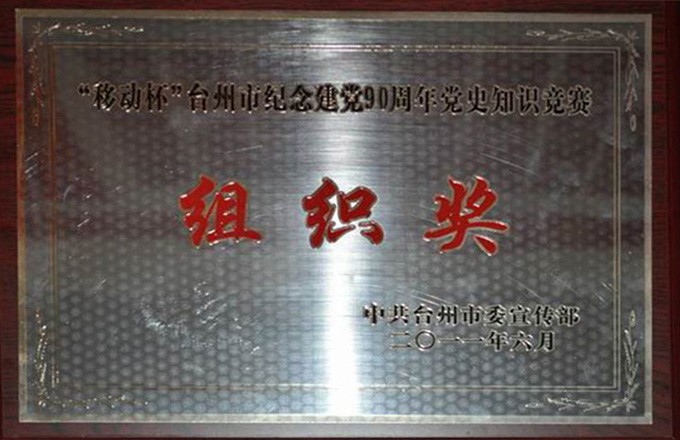 “移动杯”台州市纪念建党90周年党史知识竞赛
组织奖
中共台州市委宣传部
二〇一一年六月